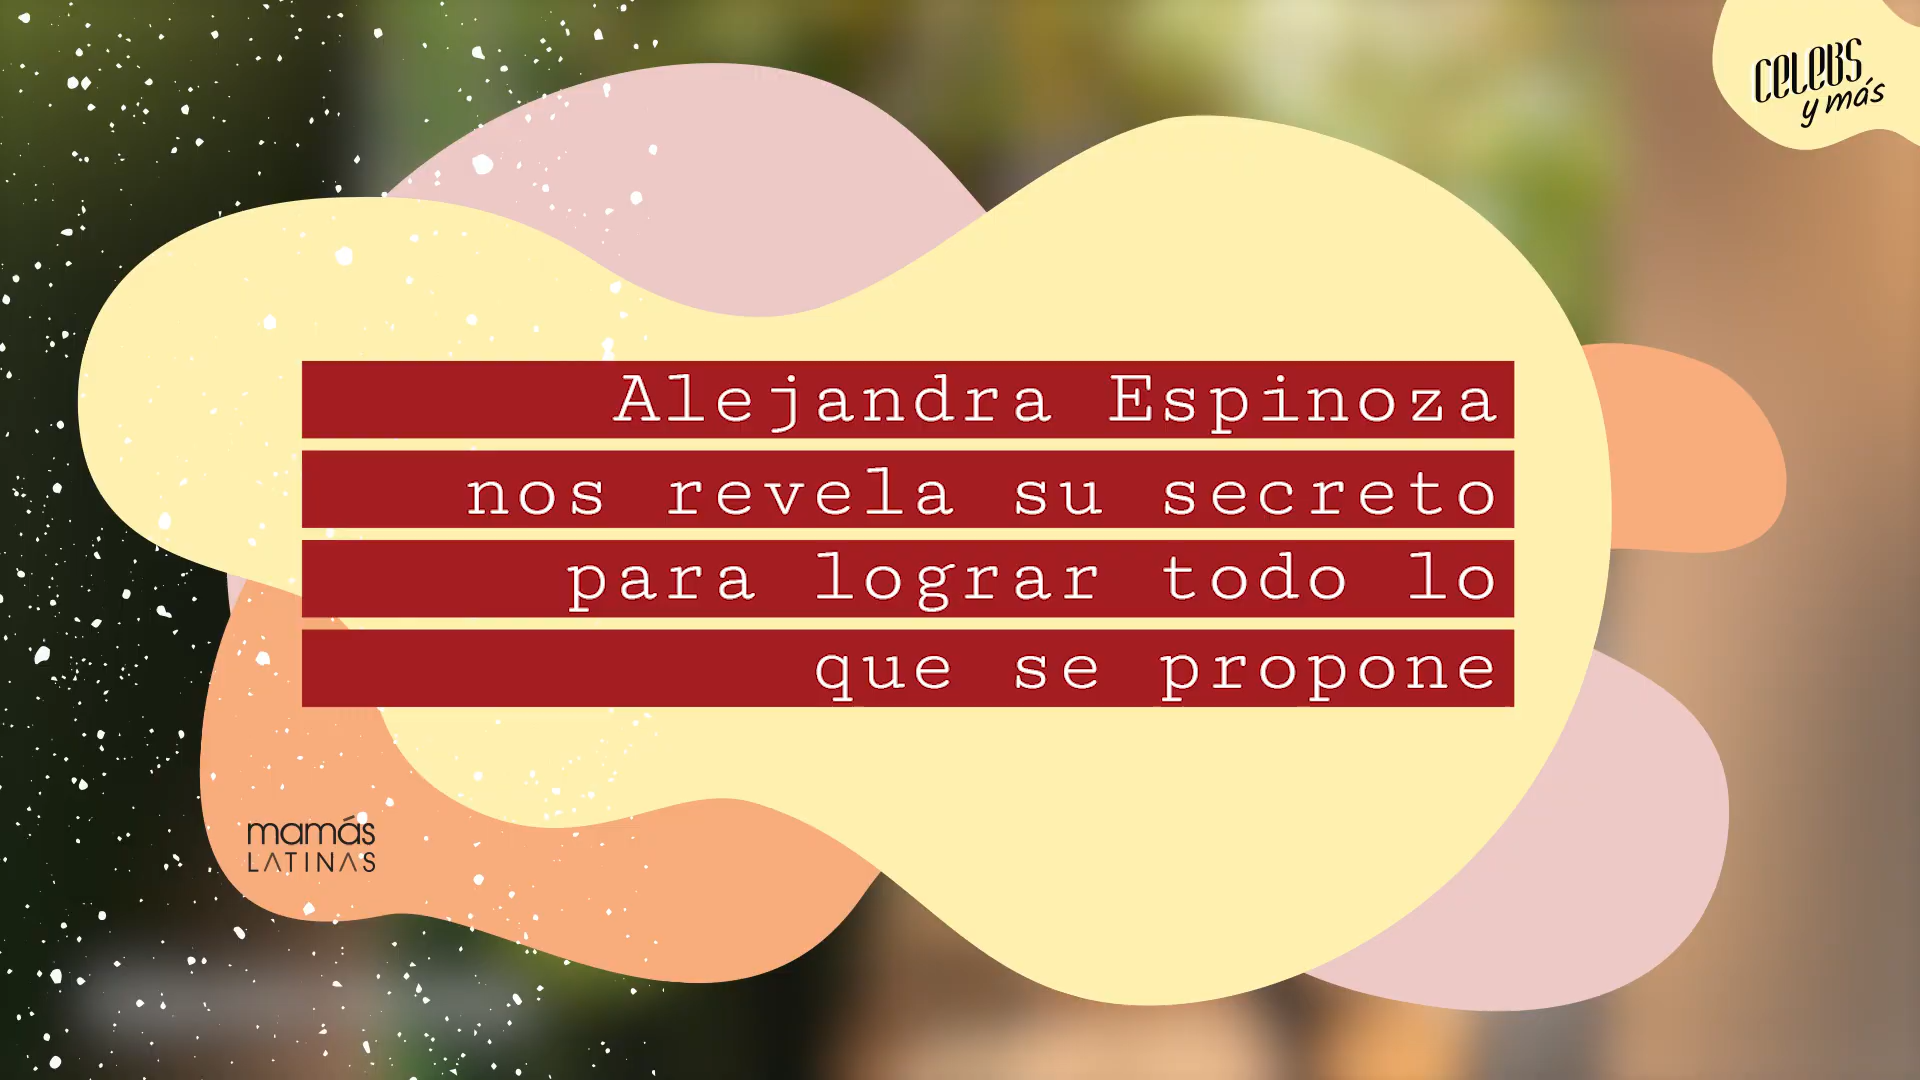 CELEBS
y más
Alejandra Espinoza
nos revela su secreto
para lograr todo lo
que se propone
mamás
LATINAS